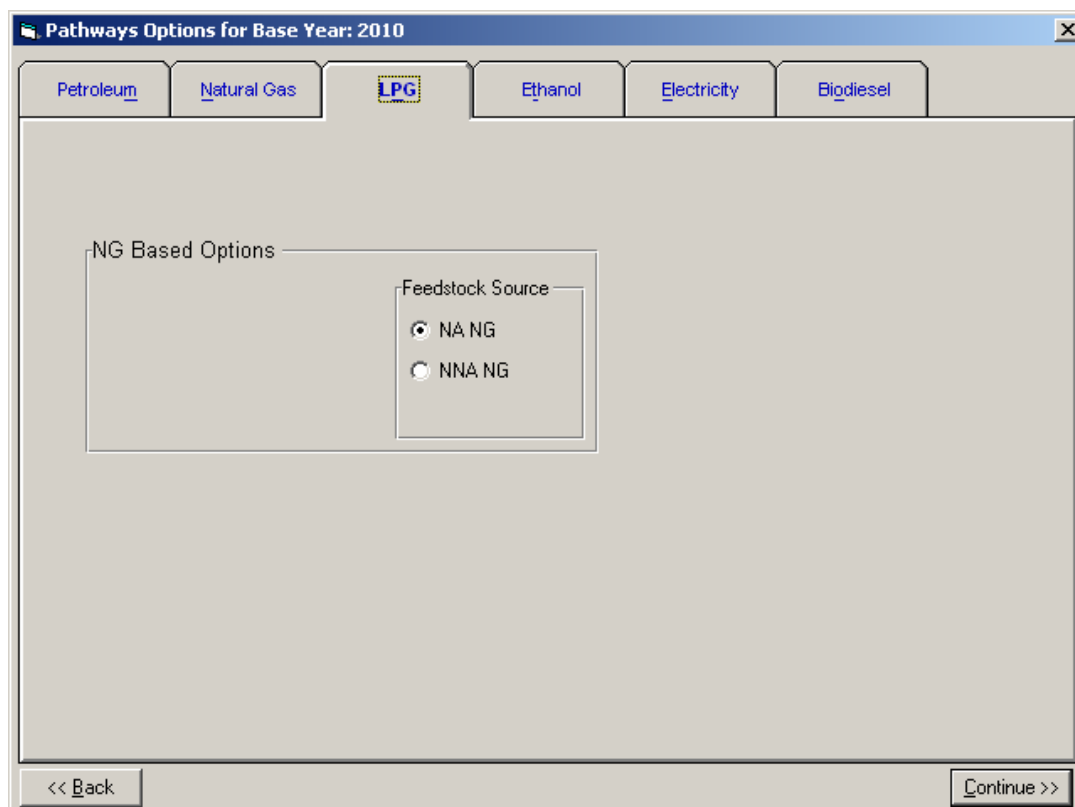 Pathways Options for Base Year: 2010
Petroleum Natural Gas LPG Ethanol Electricity Biodiesel
NG Based Options
Feedstock Source
NA NG
NNA NG
<< Back Continue >>